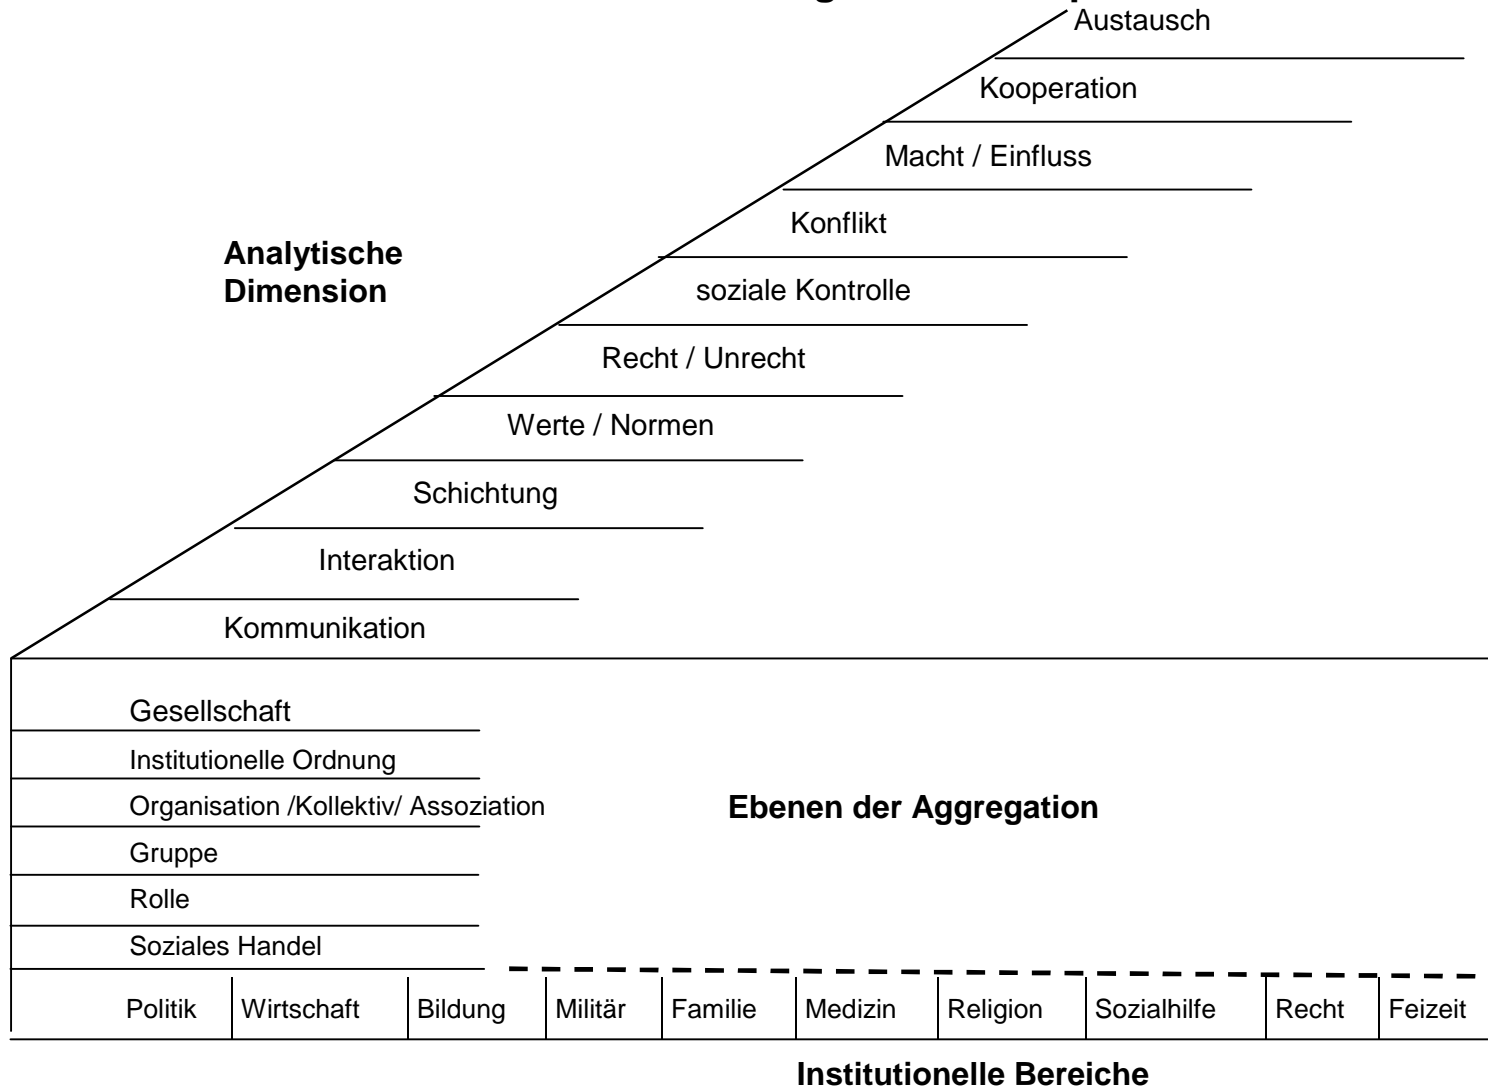 Austausch
Kooperation
Macht / Einfluss
Konflikt
Analytische
Dimension
soziale Kontrolle
Recht / Unrecht
Werte / Normen
Schichtung
Interaktion
Kommunikation
Gesellschaft
Institutionelle Ordnung
Organisation /Kollektiv/ Assoziation
Ebenen der Aggregation
Gruppe
Rolle
Soziales Handel
Politik Wirtschaft Bildung Militär Familie Medizin Religion Sozialhilfe Recht Feizeit
Institutionelle Bereiche